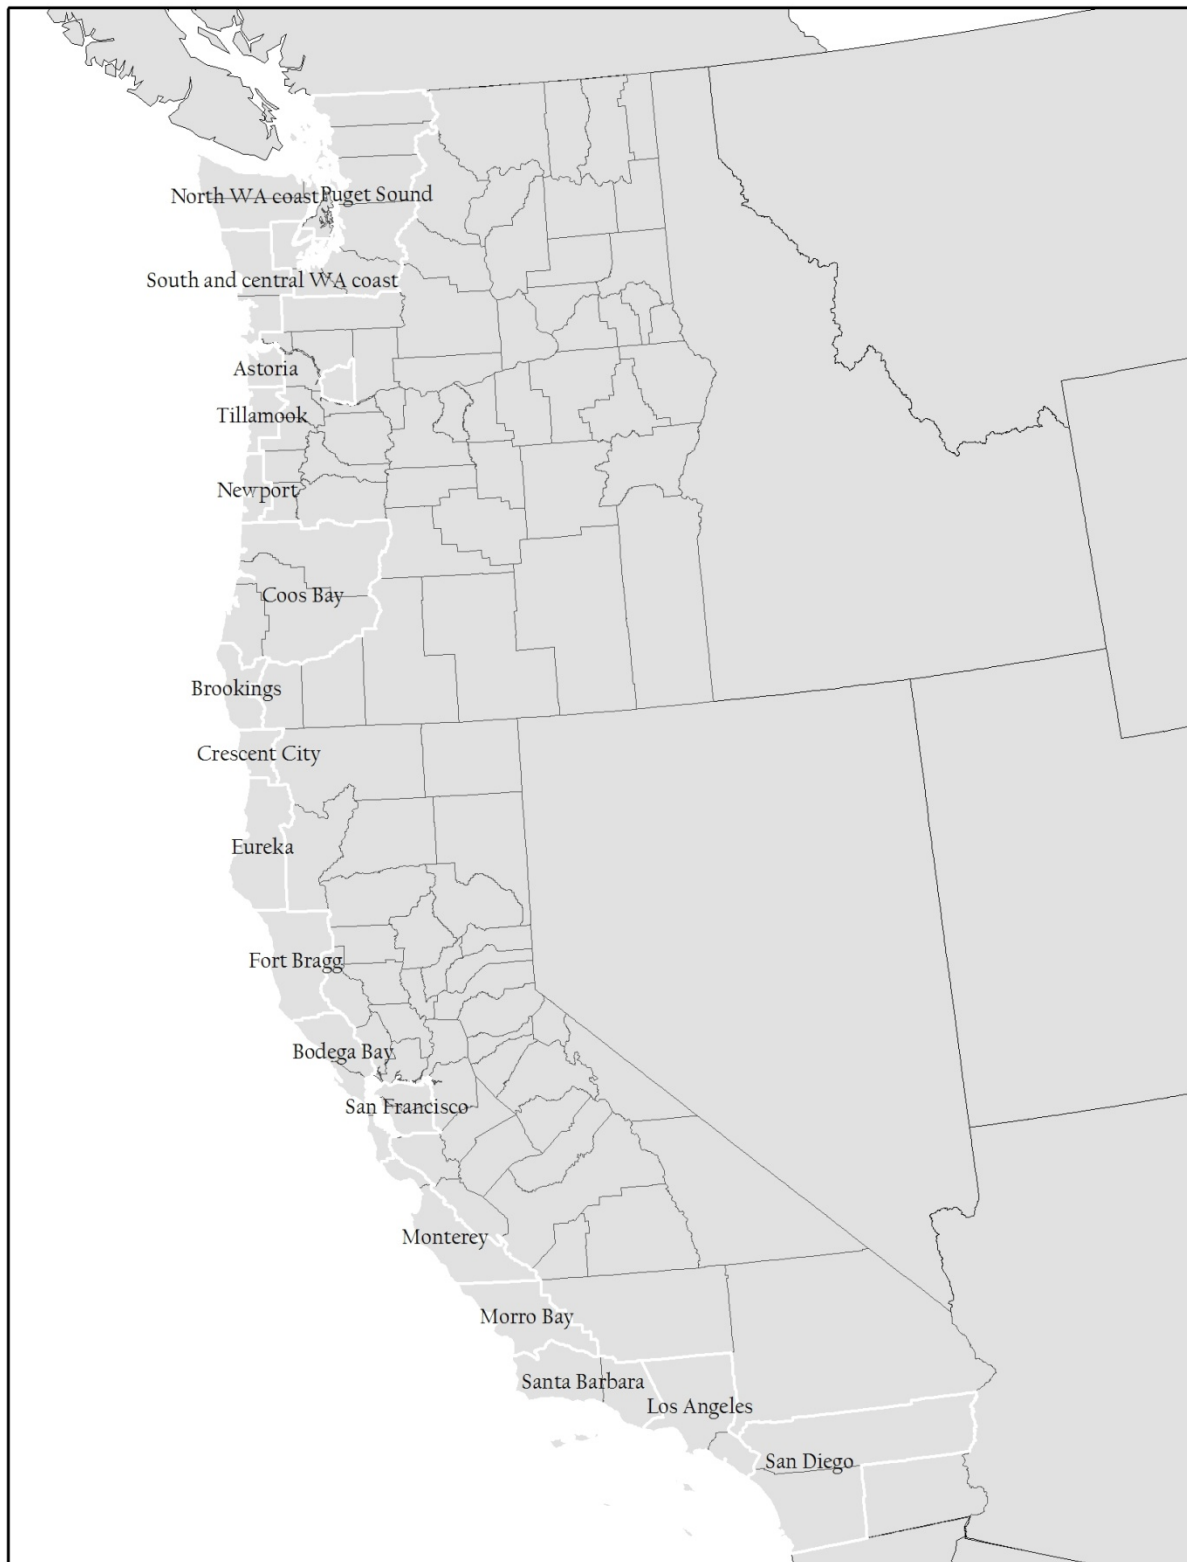 North WA coast
Puget Sound
South and central WA coast
Astoria
Tillamook
Newport
Coos Bay
Brookings
Crescent City
Eureka
Fort Bragg
Bodega Bay
San Francisco
Monterey
Morro Bay
Santa Barbara
Los Angeles
San Diego